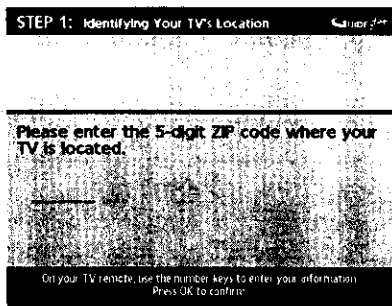 STEP 1: Identifying Your TV's Location
Please enter the 5-digit ZIP code where your
TV is located.
On your TV remote, use the number keys to enter your information
Press OK to confirm